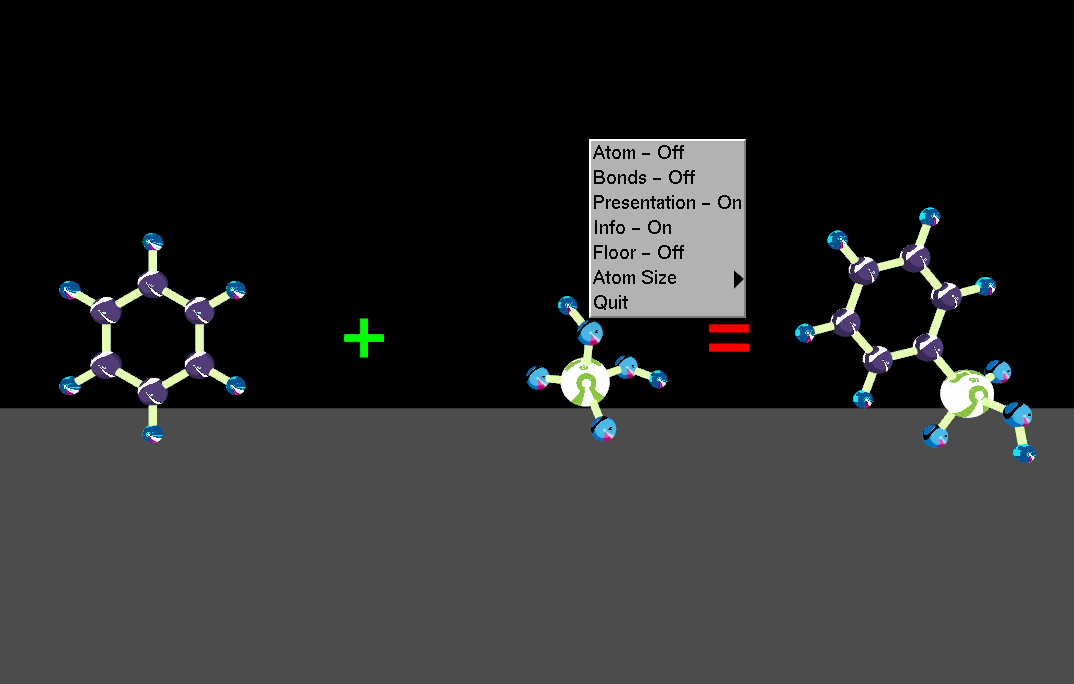 Atom – Off
Bonds – Off
Presentation – On
Info – On
Floor – Off
Atom Size
Quit
+
=